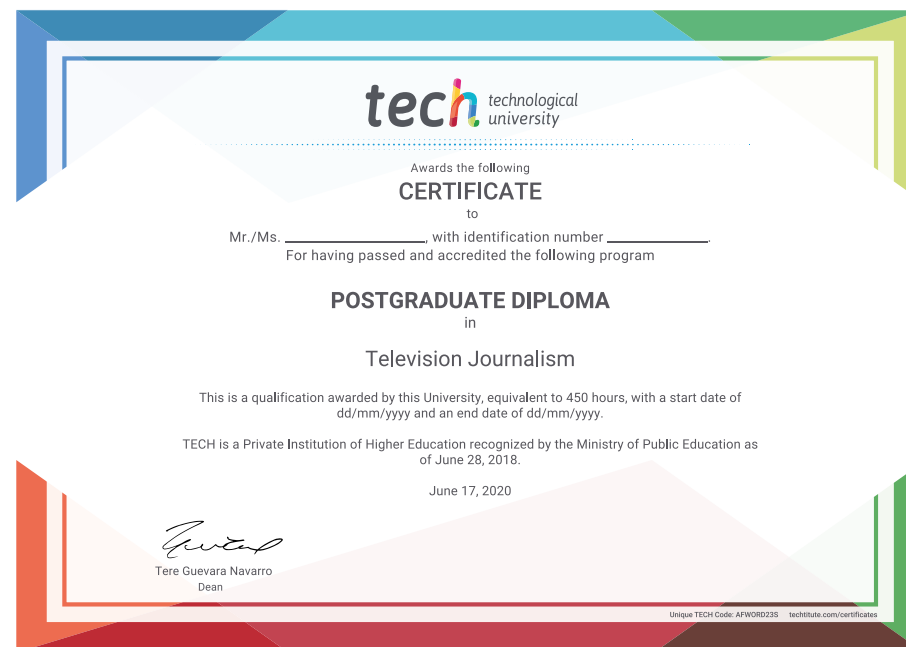 tech technological
university
Awards the following
CERTIFICATE
to
Mr./Ms. ____________________, with identification number ______________.
For having passed and accredited the following program
POSTGRADUATE DIPLOMA
in
Television Journalism
This is a qualification awarded by this University, equivalent to 450 hours, with a start date of
dd/mm/yyyy and an end date of dd/mm/yyyy.
TECH is a Private Institution of Higher Education recognized by the Ministry of Public Education as
of June 28, 2018.
June 17, 2020
Tere Guevara Navarro
Dean
Unique TECH Code: AFWORD23S techtitute.com/certificates